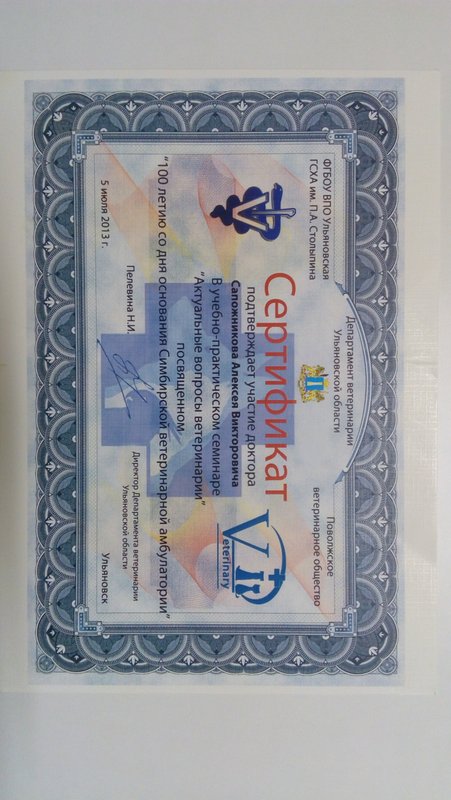 ФГБОУ ВПО Ульяновская
ГСХА им. П.А. Столыпина
Департамент ветеринарии
Ульяновской области
Поволжское
ветеринарное общество
V
VIP
eterinary
Сертификат
подтверждает участие доктора
Сапожникова Алексея Викторовича
В учебно-практическом семинаре
"Актуальные вопросы ветеринарии"
посвященном
"100 летию со дня основания Симбирской ветеринарной амбулатории"
Пелевина Н.И.
Директор Департамента ветеринарии
Ульяновской области
5 июля 2013 г.
Ульяновск